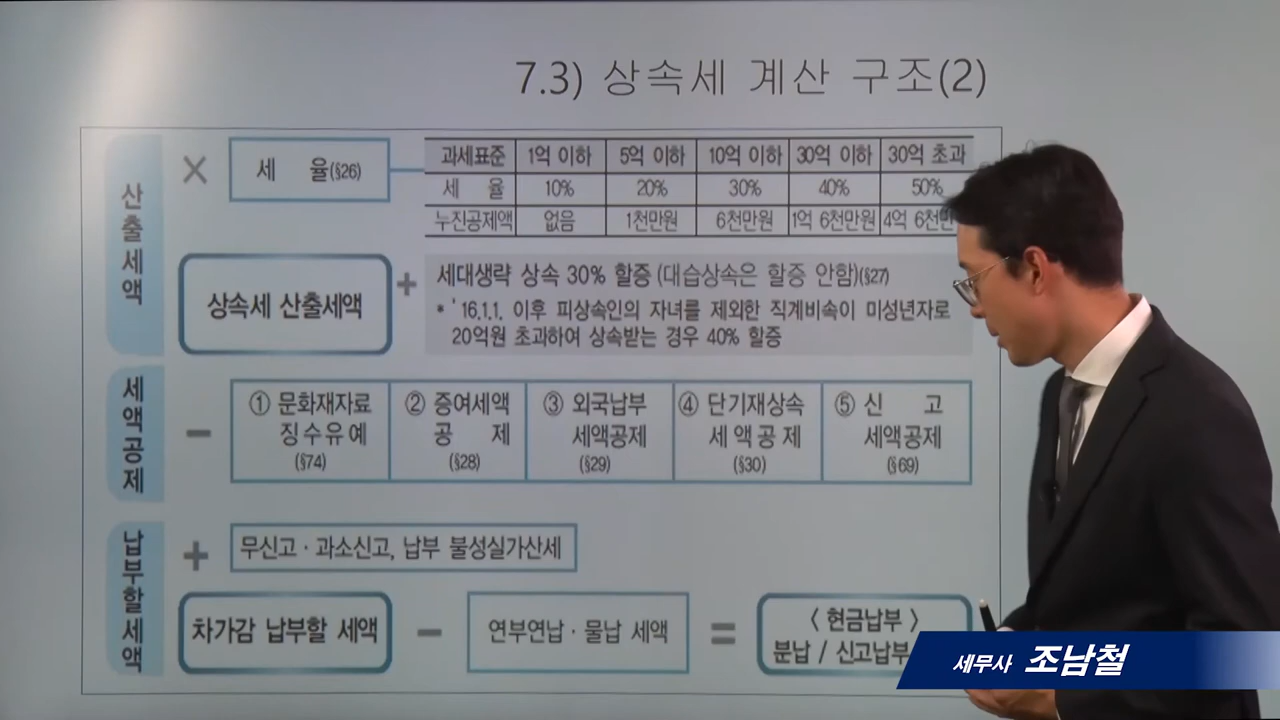 7.3) 상속세 계산 구조(2)
산출세액
× 세 율(§26)
과세표준 1억 이하 5억 이하 10억 이하 30억 이하 30억 초과
세 율 10% 20% 30% 40% 50%
누진공제액 없음 1천만원 6천만원 1억 6천만원 4억 6천만
상속세 산출세액
+ 세대생략 상속 30% 할증(대습상속은 할증 안함)(§27)
* '16.1.1. 이후 피상속인의 자녀를 제외한 직계비속이 미성년자로
20억원 초과하여 상속받는 경우 40% 할증
세액공제
−
① 문화재자료
징수유예
(§74)
② 증여세액
공 제
(§28)
③ 외국납부
세액공제
(§29)
④ 단기재상속
세액공제
(§30)
⑤ 신 고
세액공제
(§69)
납부할세액
+ 무신고·과소신고, 납부 불성실가산세
차가감 납부할 세액 − 연부연납·물납 세액 =
〈 현금납부 〉
분납 / 신고납부
세무사 조남철